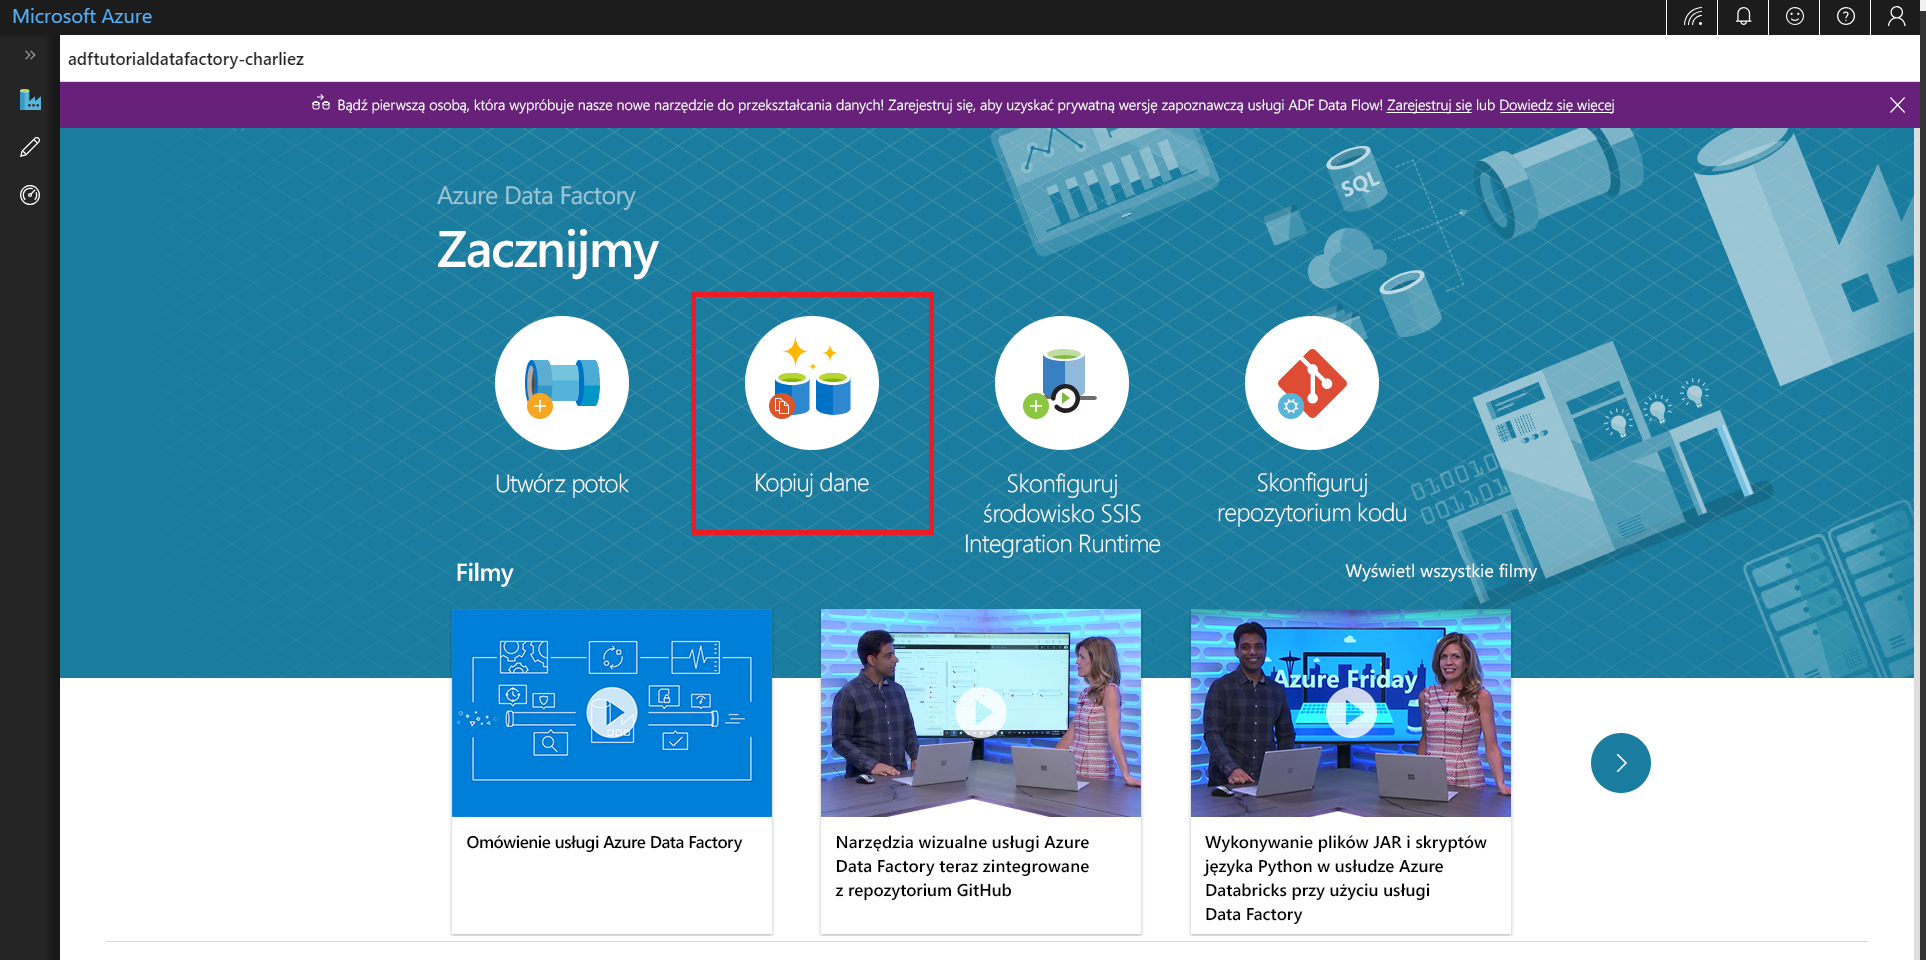 Microsoft Azure
adftutorialdatafactory-charliez
Bądź pierwszą osobą, która wypróbuje nasze nowe narzędzie do przekształcania danych! Zarejestruj się, aby uzyskać prywatną wersję zapoznawczą usługi ADF Data Flow! Zarejestruj się lub Dowiedz się więcej
SQL
Azure Data Factory
Zacznijmy
Utwórz potok
Kopiuj dane
Skonfiguruj
środowisko SSIS
Integration Runtime
Skonfiguruj
repozytorium kodu
010010
011010
Filmy
Wyświetl wszystkie filmy
Azure Friday
Omówienie usługi Azure Data Factory
Narzędzia wizualne usługi Azure
Data Factory teraz zintegrowane
z repozytorium GitHub
Wykonywanie plików JAR i skryptów
języka Python w usłudze Azure
Databricks przy użyciu usługi
Data Factory